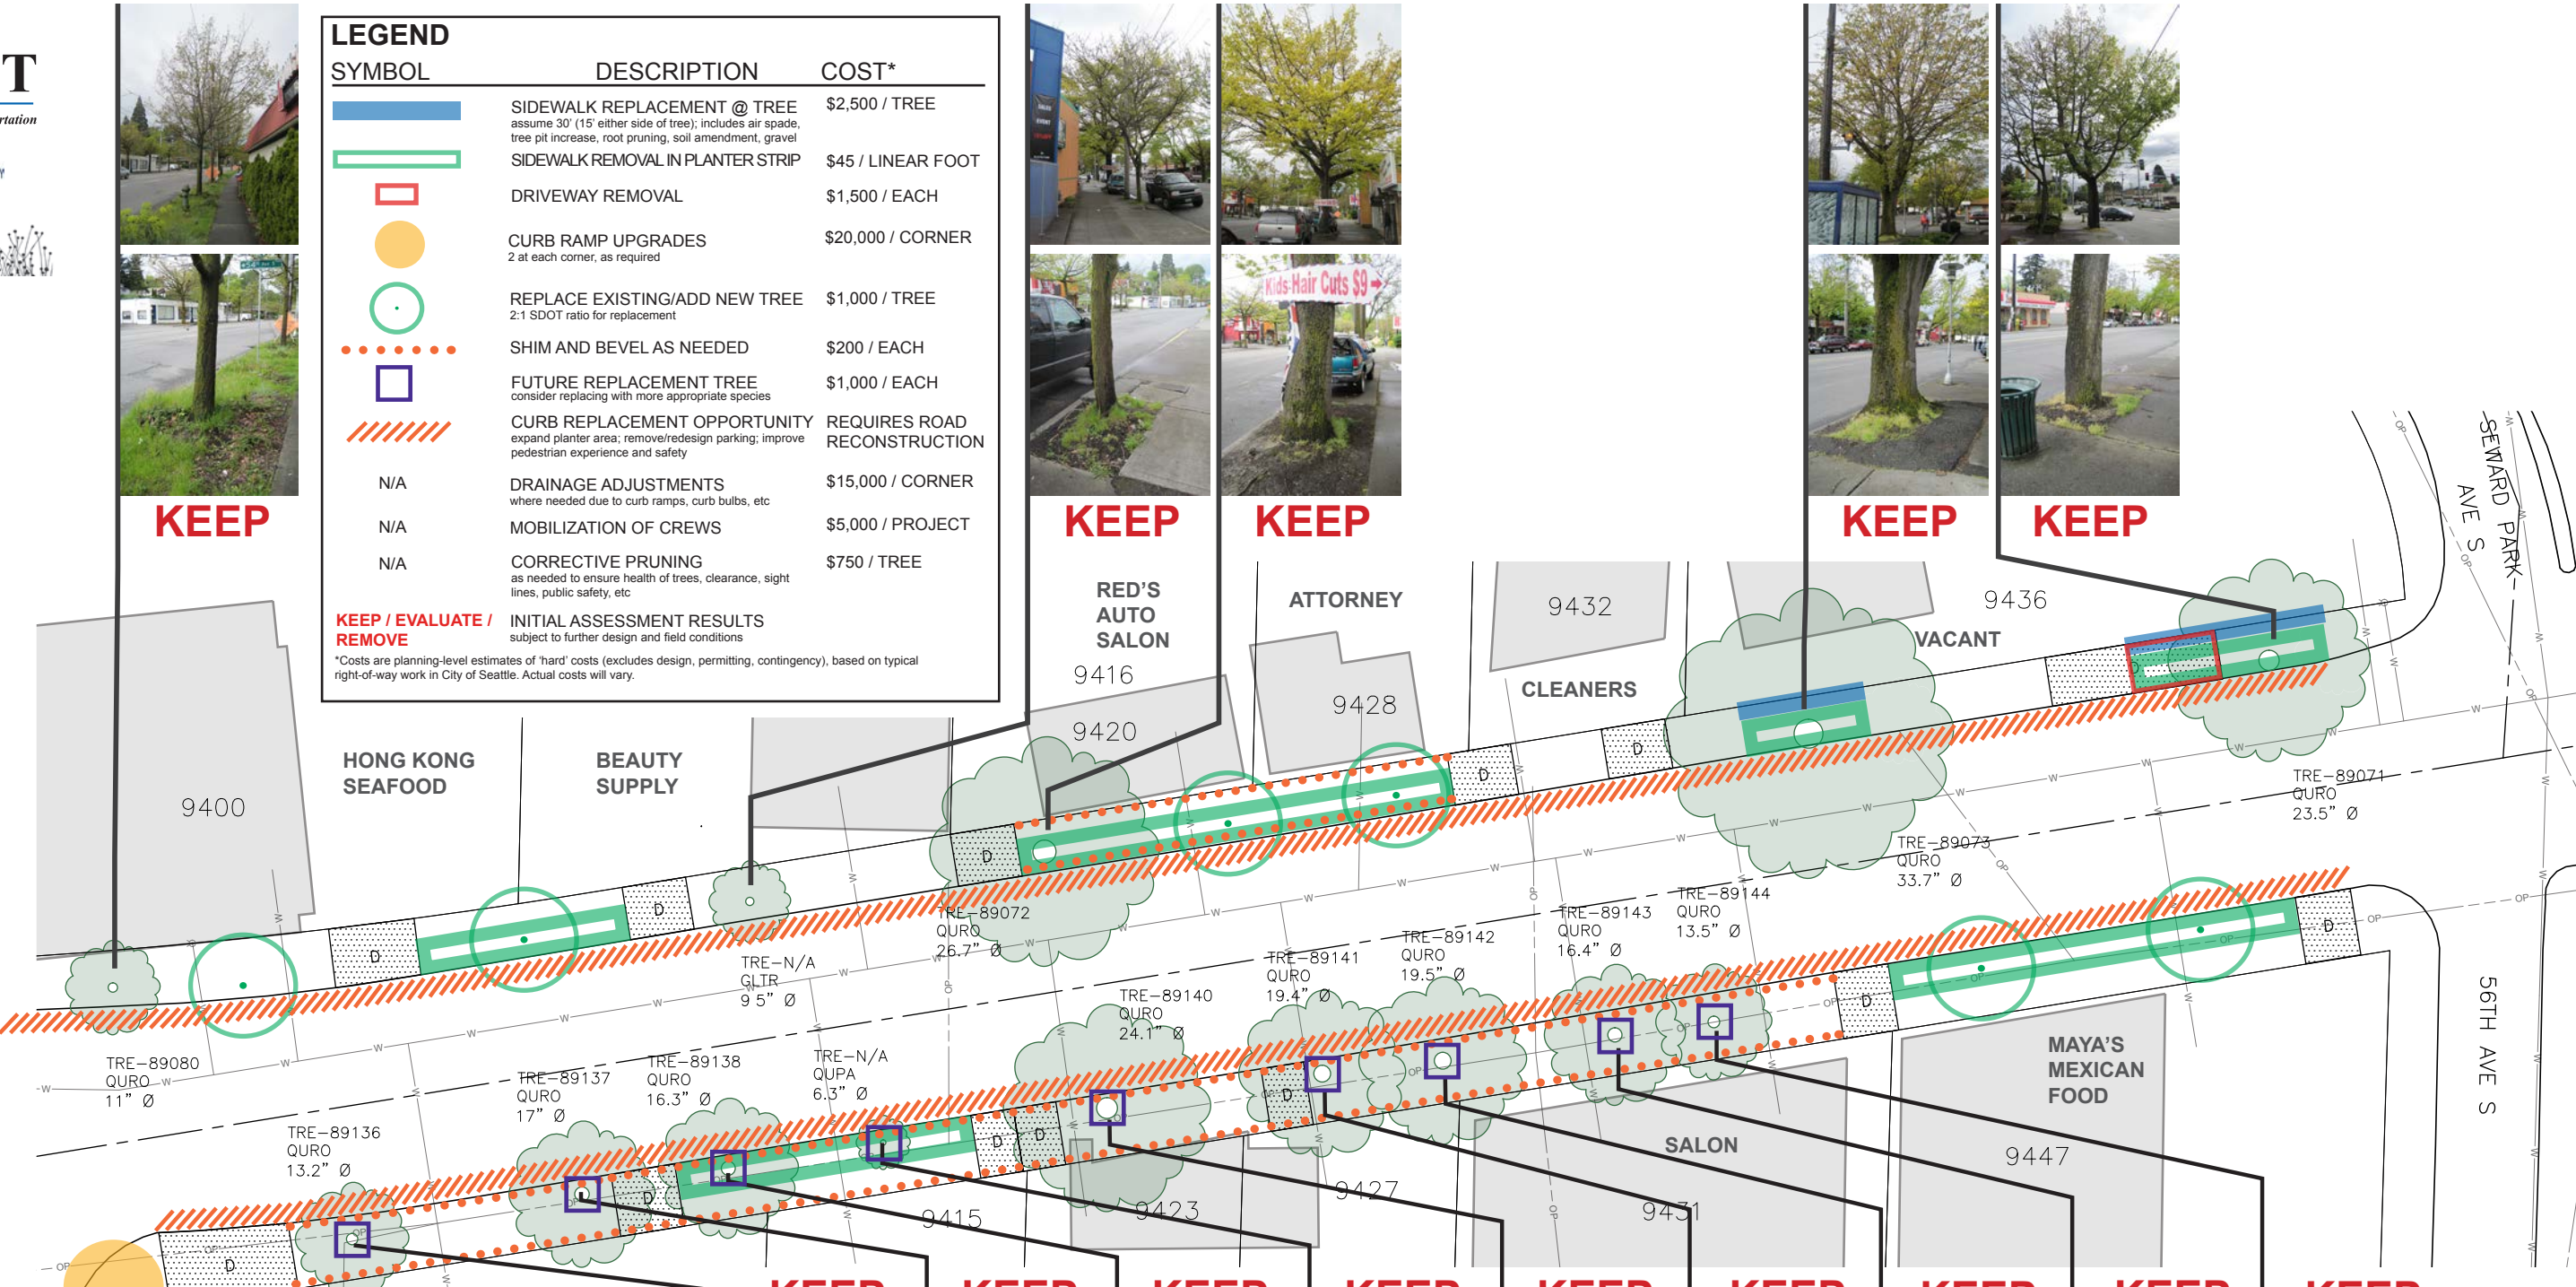 T
rtation
LEGEND
SYMBOL DESCRIPTION COST*
SIDEWALK REPLACEMENT @ TREE $2,500 / TREE
assume 30' (15' either side of tree); includes air spade,
tree pit increase, root pruning, soil amendment, gravel
SIDEWALK REMOVAL IN PLANTER STRIP $45 / LINEAR FOOT
DRIVEWAY REMOVAL $1,500 / EACH
CURB RAMP UPGRADES $20,000 / CORNER
2 at each corner, as required
REPLACE EXISTING/ADD NEW TREE $1,000 / TREE
2:1 SDOT ratio for replacement
SHIM AND BEVEL AS NEEDED $200 / EACH
FUTURE REPLACEMENT TREE $1,000 / EACH
consider replacing with more appropriate species
CURB REPLACEMENT OPPORTUNITY REQUIRES ROAD
expand planter area; remove/redesign parking; improve RECONSTRUCTION
pedestrian experience and safety
N/A DRAINAGE ADJUSTMENTS $15,000 / CORNER
where needed due to curb ramps, curb bulbs, etc
N/A MOBILIZATION OF CREWS $5,000 / PROJECT
N/A CORRECTIVE PRUNING $750 / TREE
as needed to ensure health of trees, clearance, sight
lines, public safety, etc
KEEP / EVALUATE / INITIAL ASSESSMENT RESULTS
REMOVE subject to further design and field conditions
*Costs are planning-level estimates of 'hard' costs (excludes design, permitting, contingency), based on typical
right-of-way work in City of Seattle. Actual costs will vary.
Kids Hair Cuts $9
KEEP
KEEP
KEEP
KEEP
KEEP
SEWARD PARK
AVE S
RED'S
AUTO
SALON
9416
9420
ATTORNEY
9428
9432
CLEANERS
9436
VACANT
HONG KONG
SEAFOOD
BEAUTY
SUPPLY
9400
D
D
D
D
D
D
TRE-89071
QURO
23.5" Ø
TRE-89073
QURO
33.7" Ø
TRE-89072
QURO
26.7" Ø
TRE-N/A
GLTR
9 5" Ø
TRE-89080
QURO
11" Ø
TRE-89144
QURO
13.5" Ø
TRE-89143
QURO
16.4" Ø
TRE-89142
QURO
19.5" Ø
TRE-89141
QURO
19.4" Ø
TRE-89140
QURO
24.1" Ø
TRE-N/A
QUPA
6.3" Ø
TRE-89138
QURO
16.3" Ø
TRE-89137
QURO
17" Ø
TRE-89136
QURO
13.2" Ø
D
D
D
D
D
D
D
MAYA'S
MEXICAN
FOOD
9447
SALON
9431
9427
9423
9415
56TH AVE S
KEEP KEEP KEEP KEEP KEEP KEEP KEEP KEEP KEEP